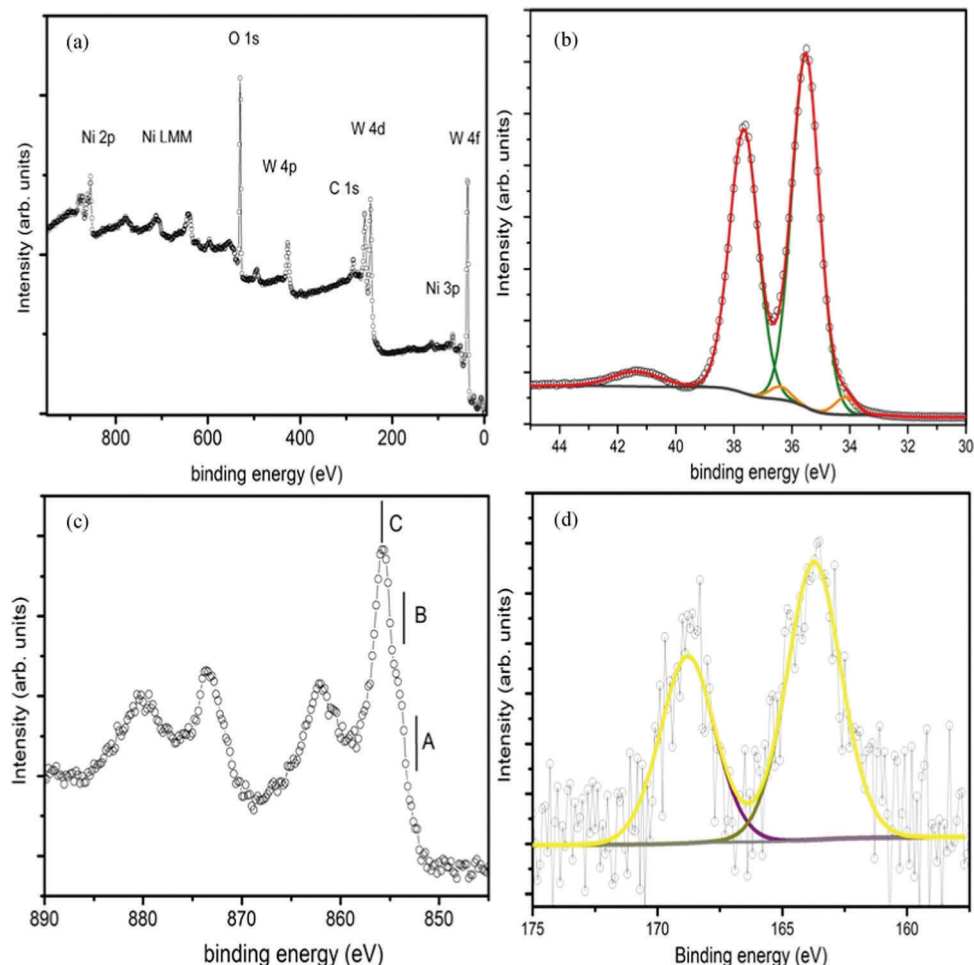 (a)
O 1s
Ni 2p
Ni LMM
W 4p
C 1s
W 4d
W 4f
Ni 3p
Intensity (arb. units)
800
600
400
200
0
binding energy (eV)
(b)
Intensity (arb. units)
44
42
40
38
36
34
32
30
binding energy (eV)
(c)
C
B
A
Intensity (arb. units)
890
880
870
860
850
binding energy (eV)
(d)
Intensity (arb. units)
175
170
165
160
Binding energy (eV)